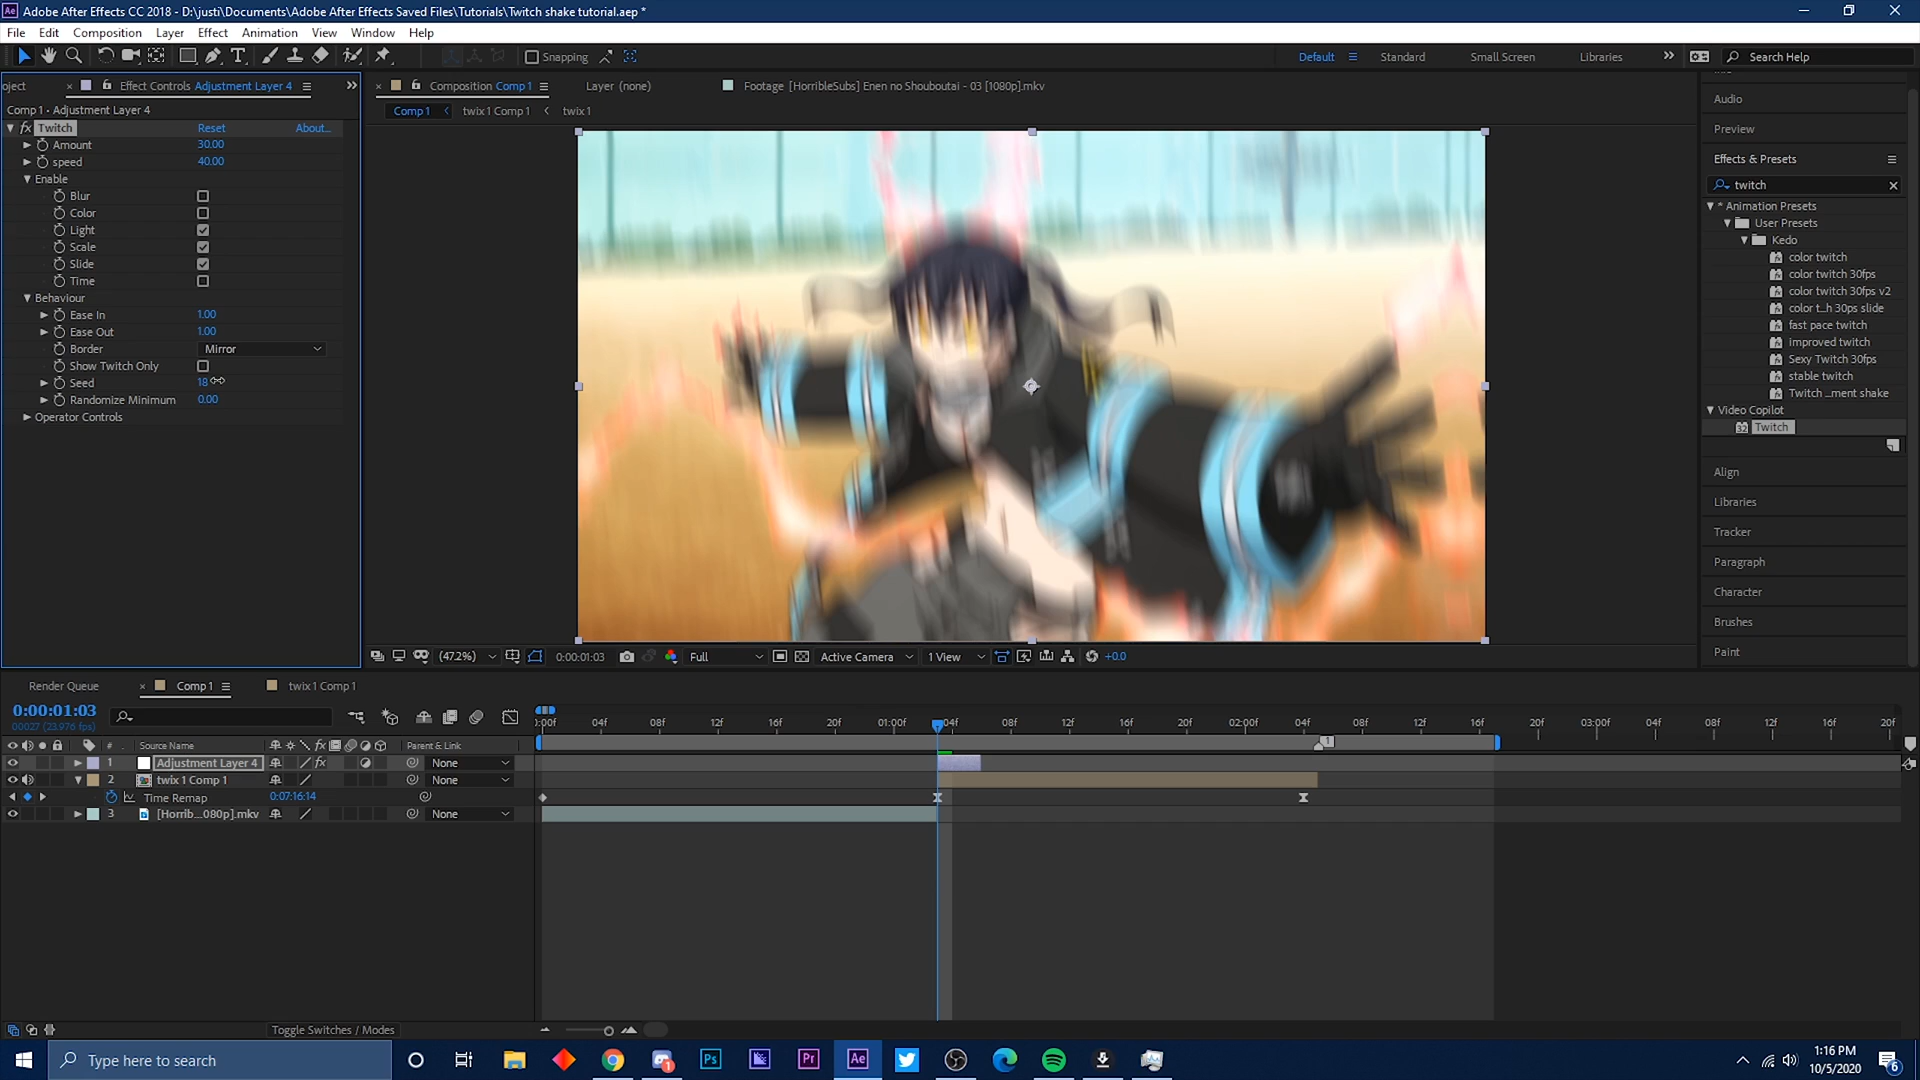 Adobe After Effects CC 2018 - D:\justi\Documents\Adobe After Effects Saved Files\Tutorials\Twitch shake tutorial.aep *
File Edit Composition Layer Effect Animation View Window Help
Snapping
Default Standard Small Screen Libraries Search Help
oject Effect Controls Adjustment Layer 4
Composition Comp 1 Layer (none) Footage [HorribleSubs] Enen no Shouboutai - 03 [1080p].mkv
Comp 1 • Adjustment Layer 4
Comp 1 twix 1 Comp 1 twix 1
fx Twitch Reset About...
Amount 30.00
speed 40.00
Enable
Blur
Color
Light
Scale
Slide
Time
Behaviour
Ease In 1.00
Ease Out 1.00
Border Mirror
Show Twitch Only
Seed 18
Randomize Minimum 0.00
Operator Controls
Audio
Preview
Effects & Presets
twitch
* Animation Presets
User Presets
Kedo
color twitch
color twitch 30fps
color twitch 30fps v2
color t...h 30ps slide
fast pace twitch
improved twitch
Sexy Twitch 30fps
stable twitch
Twitch ...ment shake
Video Copilot
32 Twitch
Align
Libraries
Tracker
Paragraph
Character
Brushes
Paint
(47.2%) 0:00:01:03 Full Active Camera 1 View +0.0
Render Queue Comp 1 twix 1 Comp 1
0:00:01:03
00027 (23.976 fps)
:00f 04f 08f 12f 16f 20f 01:00f 04f 08f 12f 16f 20f 02:00f 04f 08f 12f 16f 20f 03:00f 04f 08f 12f 16f 20f
1
# Source Name fx Parent & Link
1 Adjustment Layer 4 fx None
2 twix 1 Comp 1 None
Time Remap 0:07:16:14
3 [Horrib...080p].mkv None
Toggle Switches / Modes
Type here to search
1
Ps Pr Ae
1:16 PM
10/5/2020
6